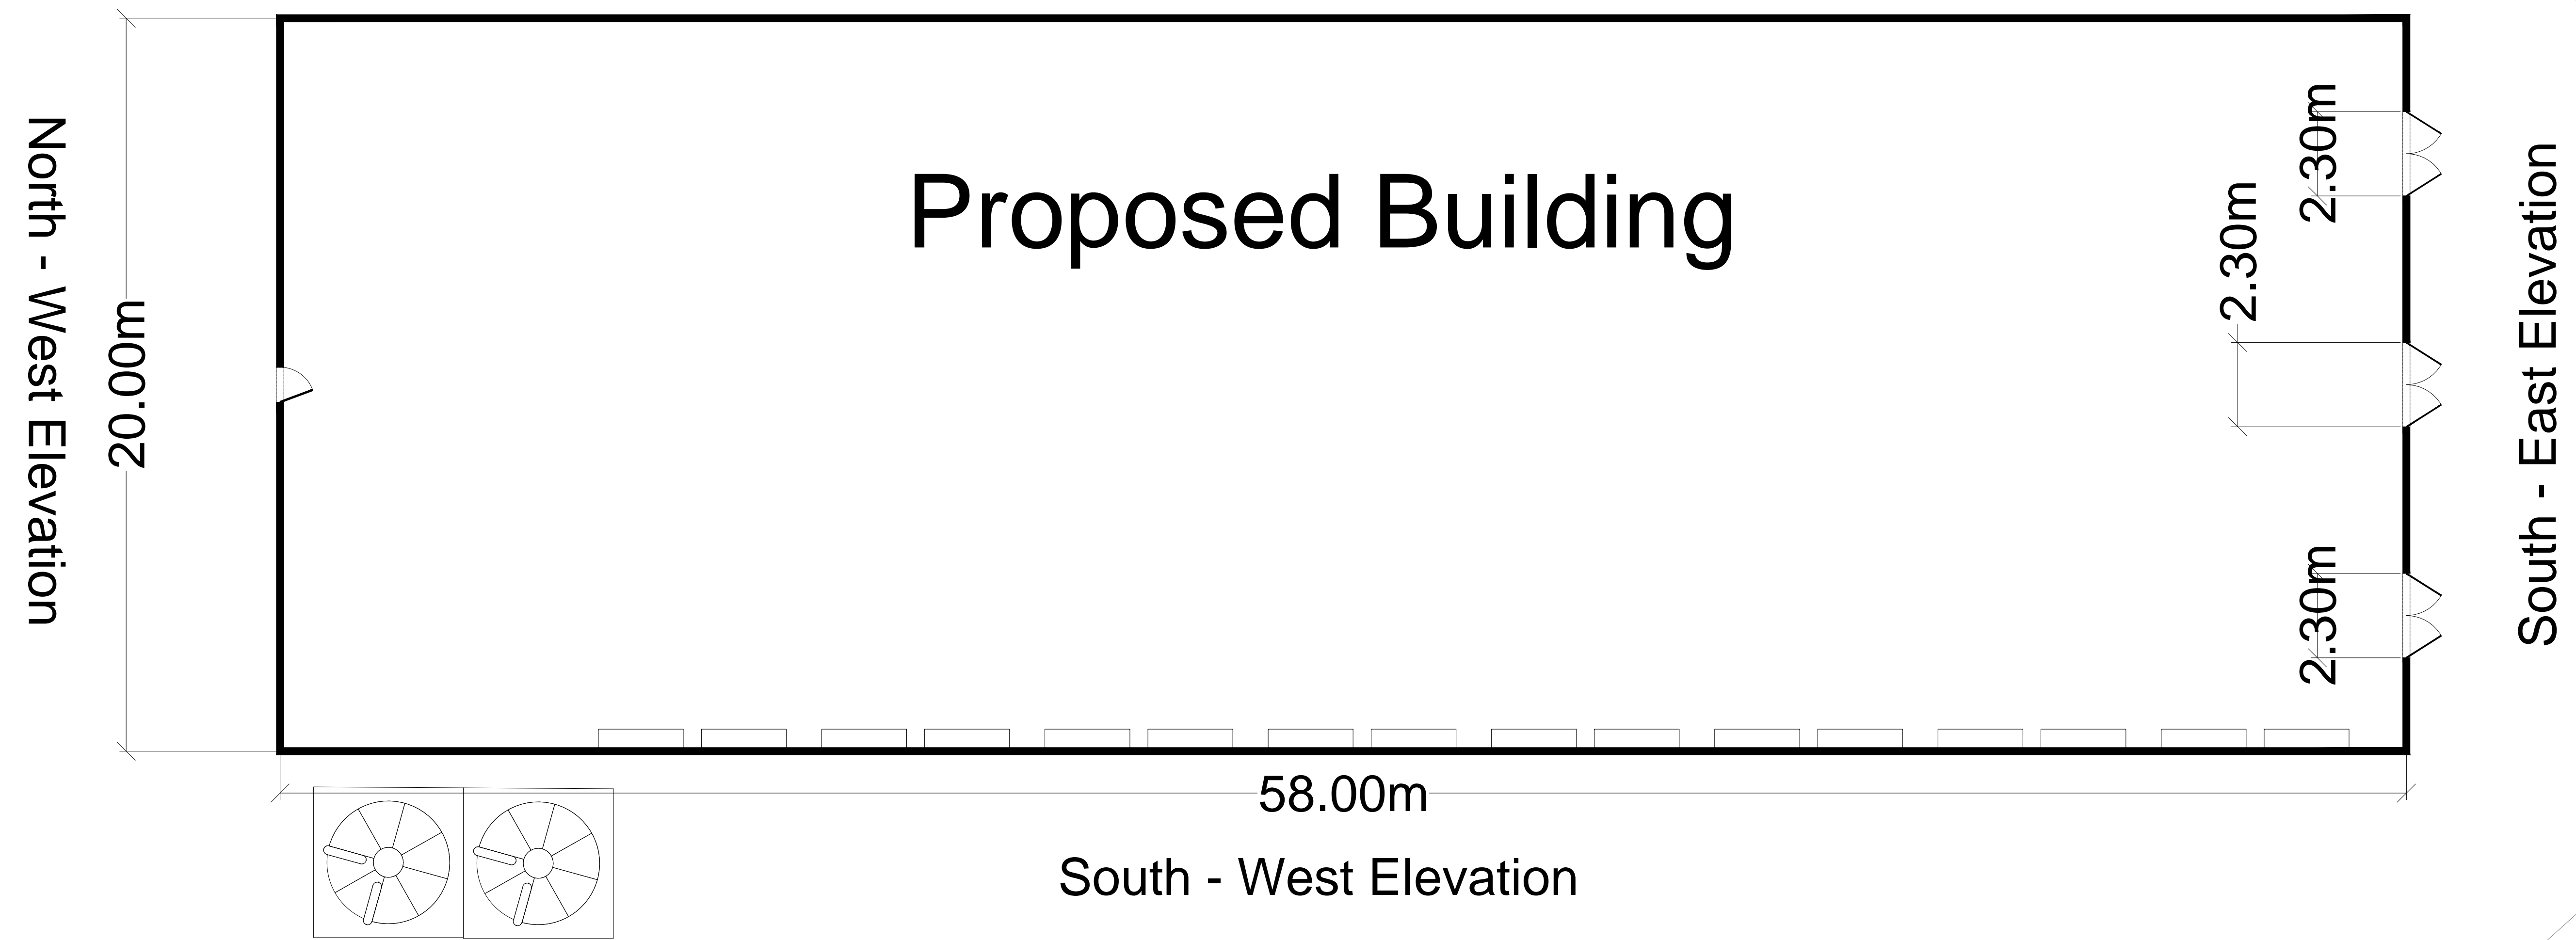 Proposed Building
North - West Elevation
20.00m
2.30m
2.30m
2.30m
South - East Elevation
58.00m
South - West Elevation